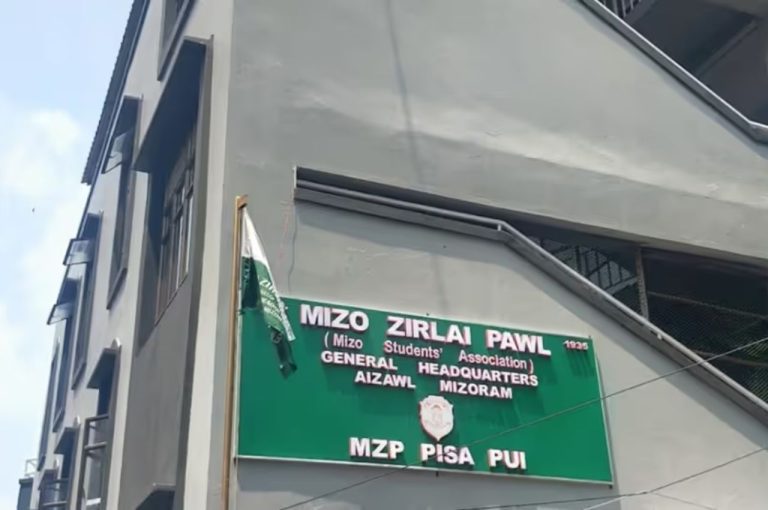 MIZO ZIRLAI PAWL 1935
(Mizo Students' Association)
GENERAL HEADQUARTERS
AIZAWL MIZORAM
MZP PISA PUI